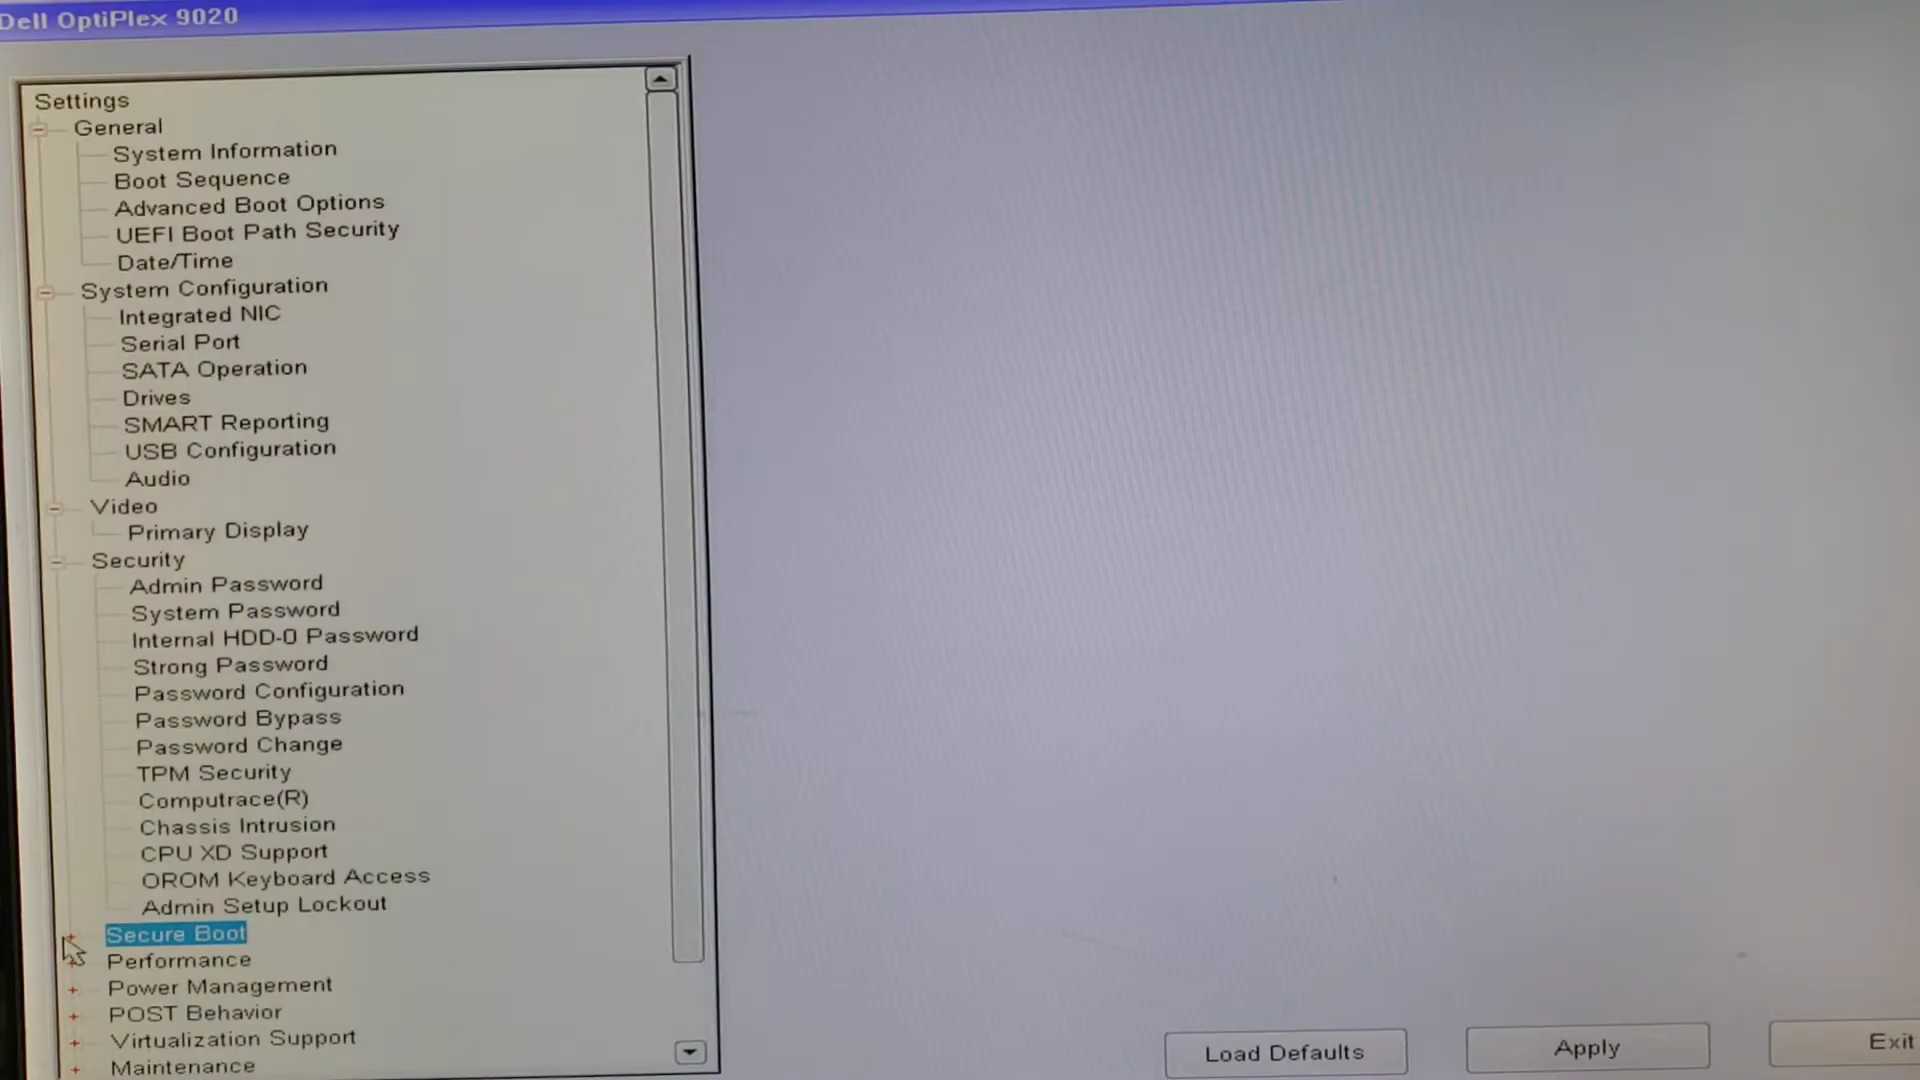 Dell OptiPlex 9020
Settings
General
System Information
Boot Sequence
Advanced Boot Options
UEFI Boot Path Security
Date/Time
System Configuration
Integrated NIC
Serial Port
SATA Operation
Drives
SMART Reporting
USB Configuration
Audio
Video
Primary Display
Security
Admin Password
System Password
Internal HDD-0 Password
Strong Password
Password Configuration
Password Bypass
Password Change
TPM Security
Computrace(R)
Chassis Intrusion
CPU XD Support
OROM Keyboard Access
Admin Setup Lockout
Secure Boot
Performance
Power Management
POST Behavior
Virtualization Support
Maintenance
Load Defaults
Apply
Exit